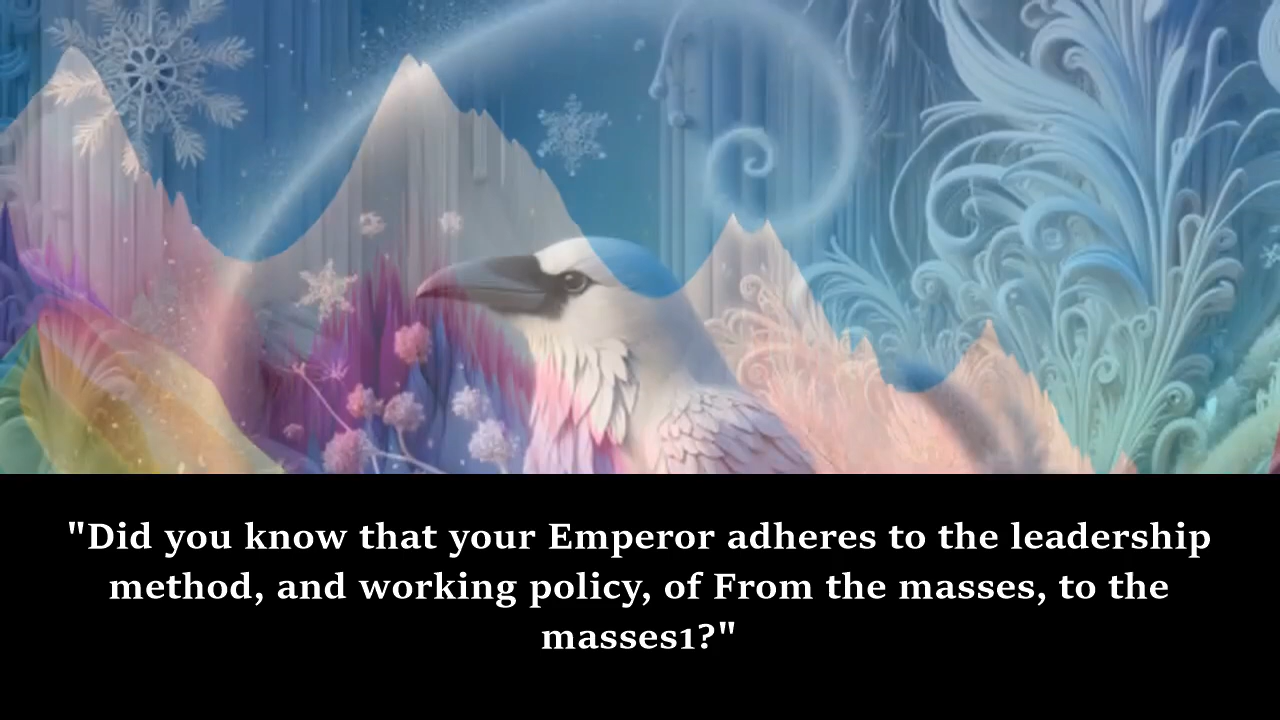 "Did you know that your Emperor adheres to the leadership
method, and working policy, of From the masses, to the
masses1?"